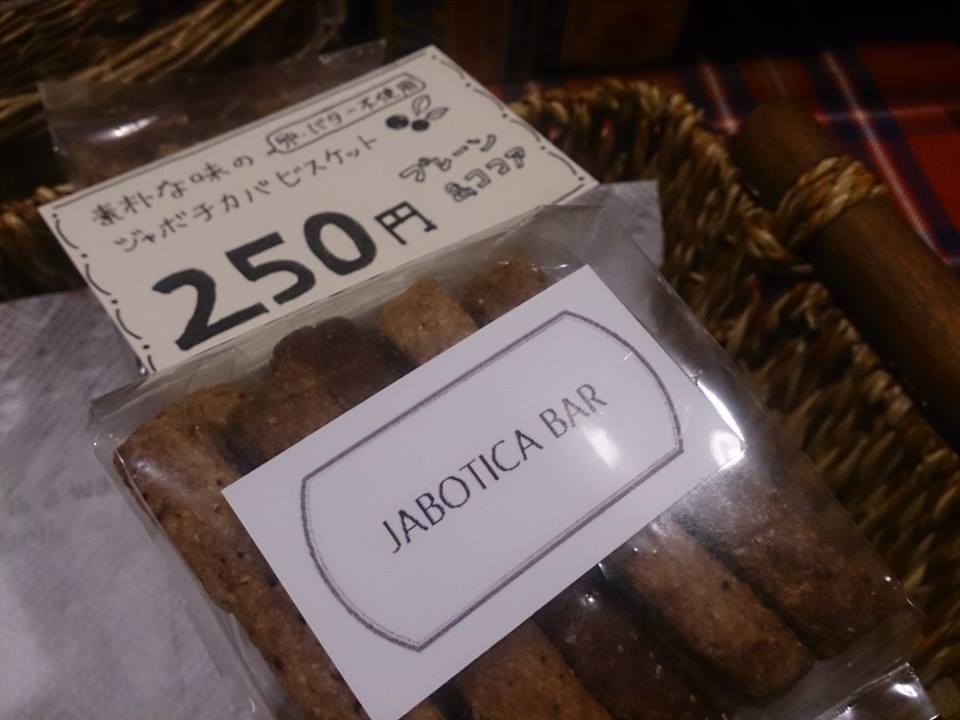 卵・バター不使用
素朴な味の
ジャボチカバビスケット
プレーン
&ココア
250円
JABOTICA BAR